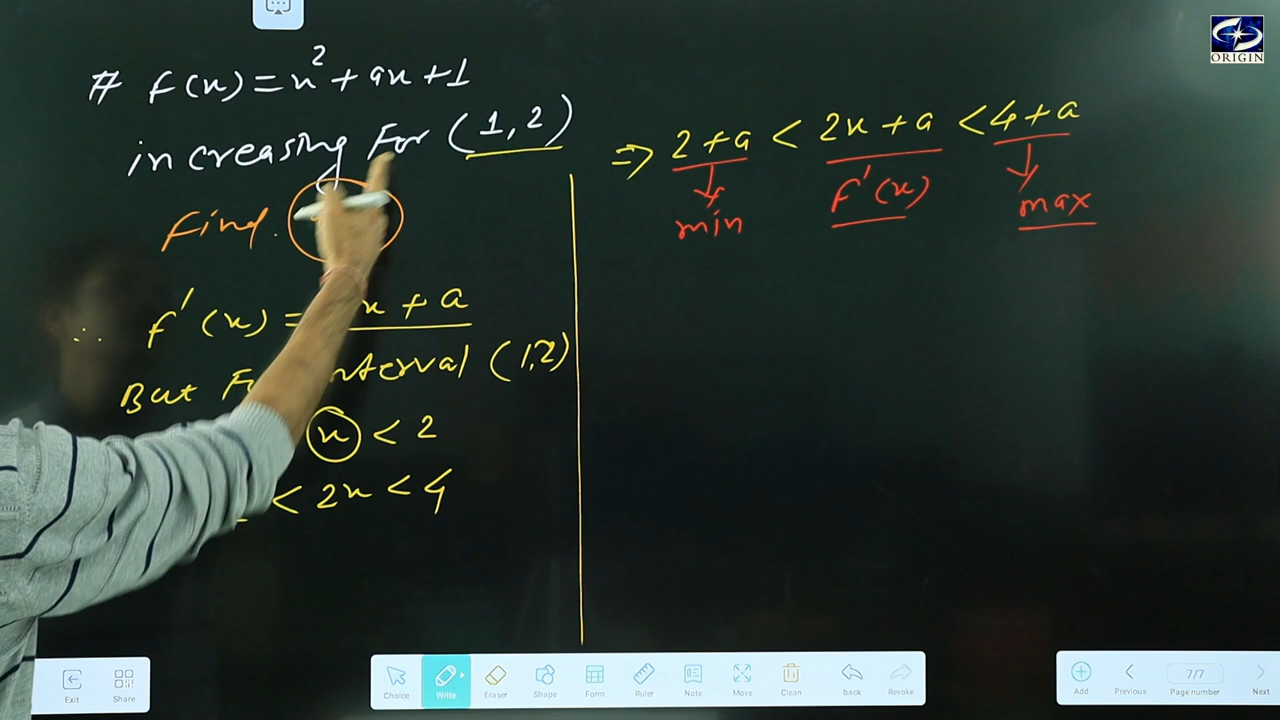 # f(x) = x² + ax + 1
increasing For (1, 2)
Find.
∴ f'(x) = x + a
But interval (1,2)
x < 2
< 2x < 4
⇒ 2 + a < 2x + a < 4 + a
min f'(x) max
ORIGIN
Exit Share
Choice Write Eraser Shape Form Ruler Note Move Clean back Revoke
7/7
Add Previous Page number Next